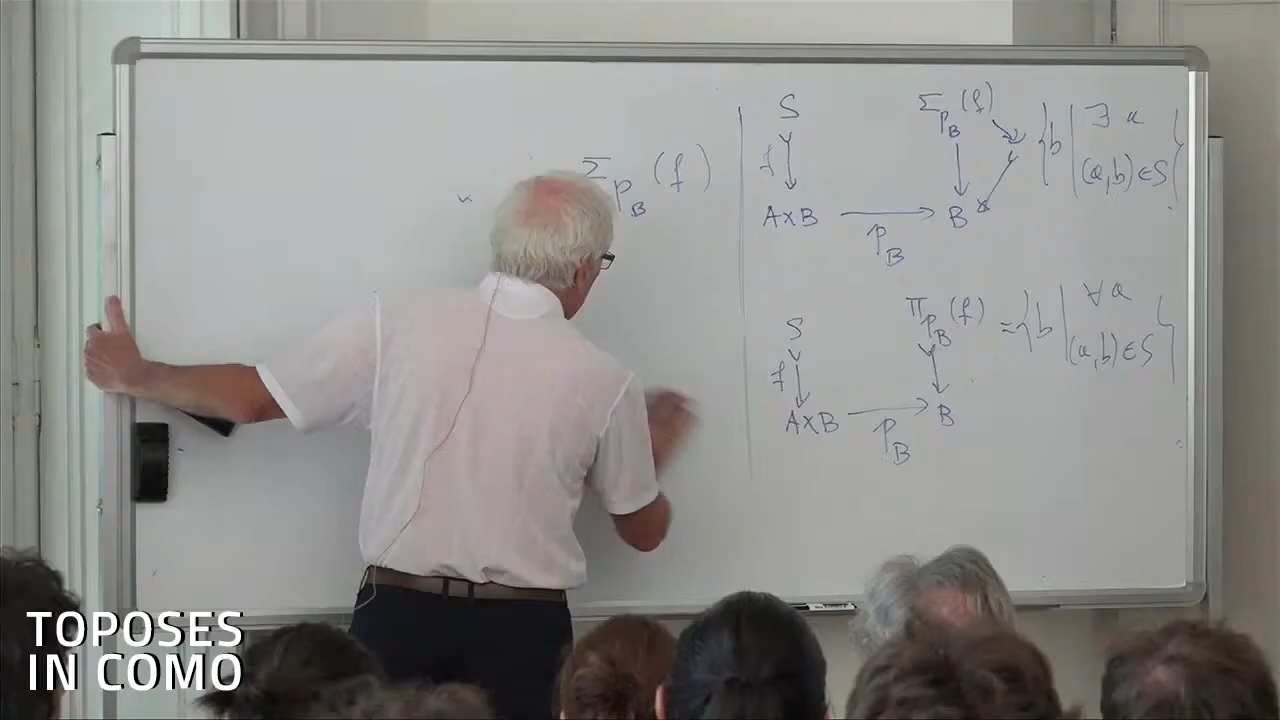 Σ_{p_B}(f)
S
f
A×B
p_B
Σ_{p_B}(f)
B
{b | ∃ a
(a,b) ∈ S}
S
f
A×B
p_B
Π_{p_B}(f)
B
= {b | ∀ a
(a,b) ∈ S}
TOPOSES
IN COMO